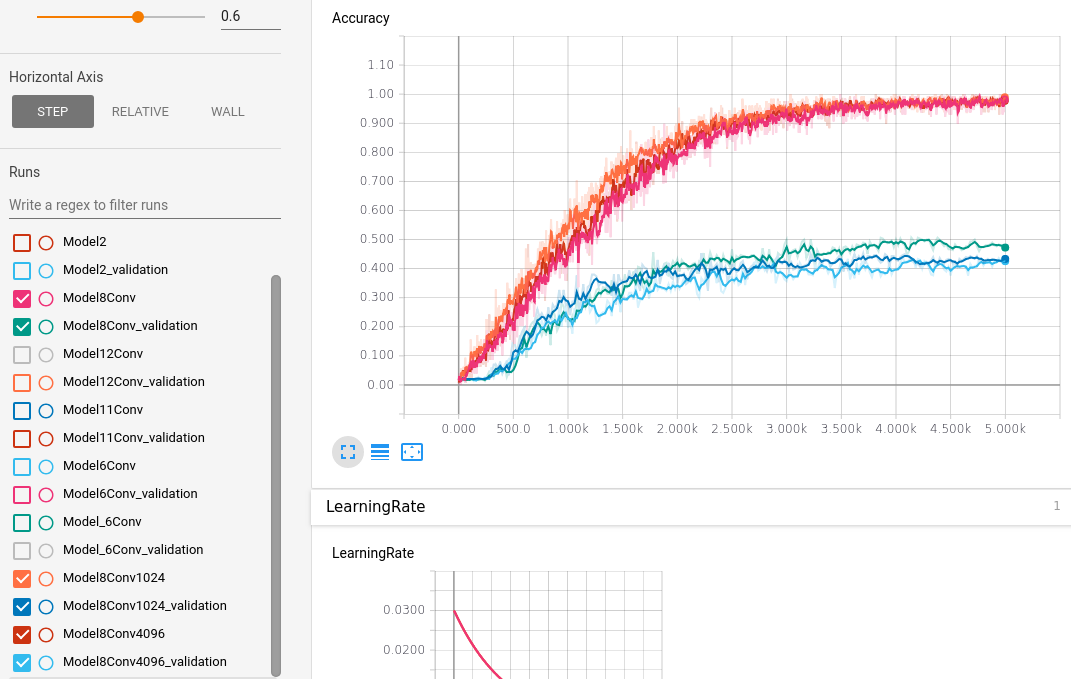 0.6
Horizontal Axis
STEP RELATIVE WALL
Runs
Write a regex to filter runs
Model2
Model2_validation
Model8Conv
Model8Conv_validation
Model12Conv
Model12Conv_validation
Model11Conv
Model11Conv_validation
Model6Conv
Model6Conv_validation
Model_6Conv
Model_6Conv_validation
Model8Conv1024
Model8Conv1024_validation
Model8Conv4096
Model8Conv4096_validation
Accuracy
1.10
1.00
0.900
0.800
0.700
0.600
0.500
0.400
0.300
0.200
0.100
0.00
0.000 500.0 1.000k 1.500k 2.000k 2.500k 3.000k 3.500k 4.000k 4.500k 5.000k
LearningRate 1
LearningRate
0.0300
0.0200